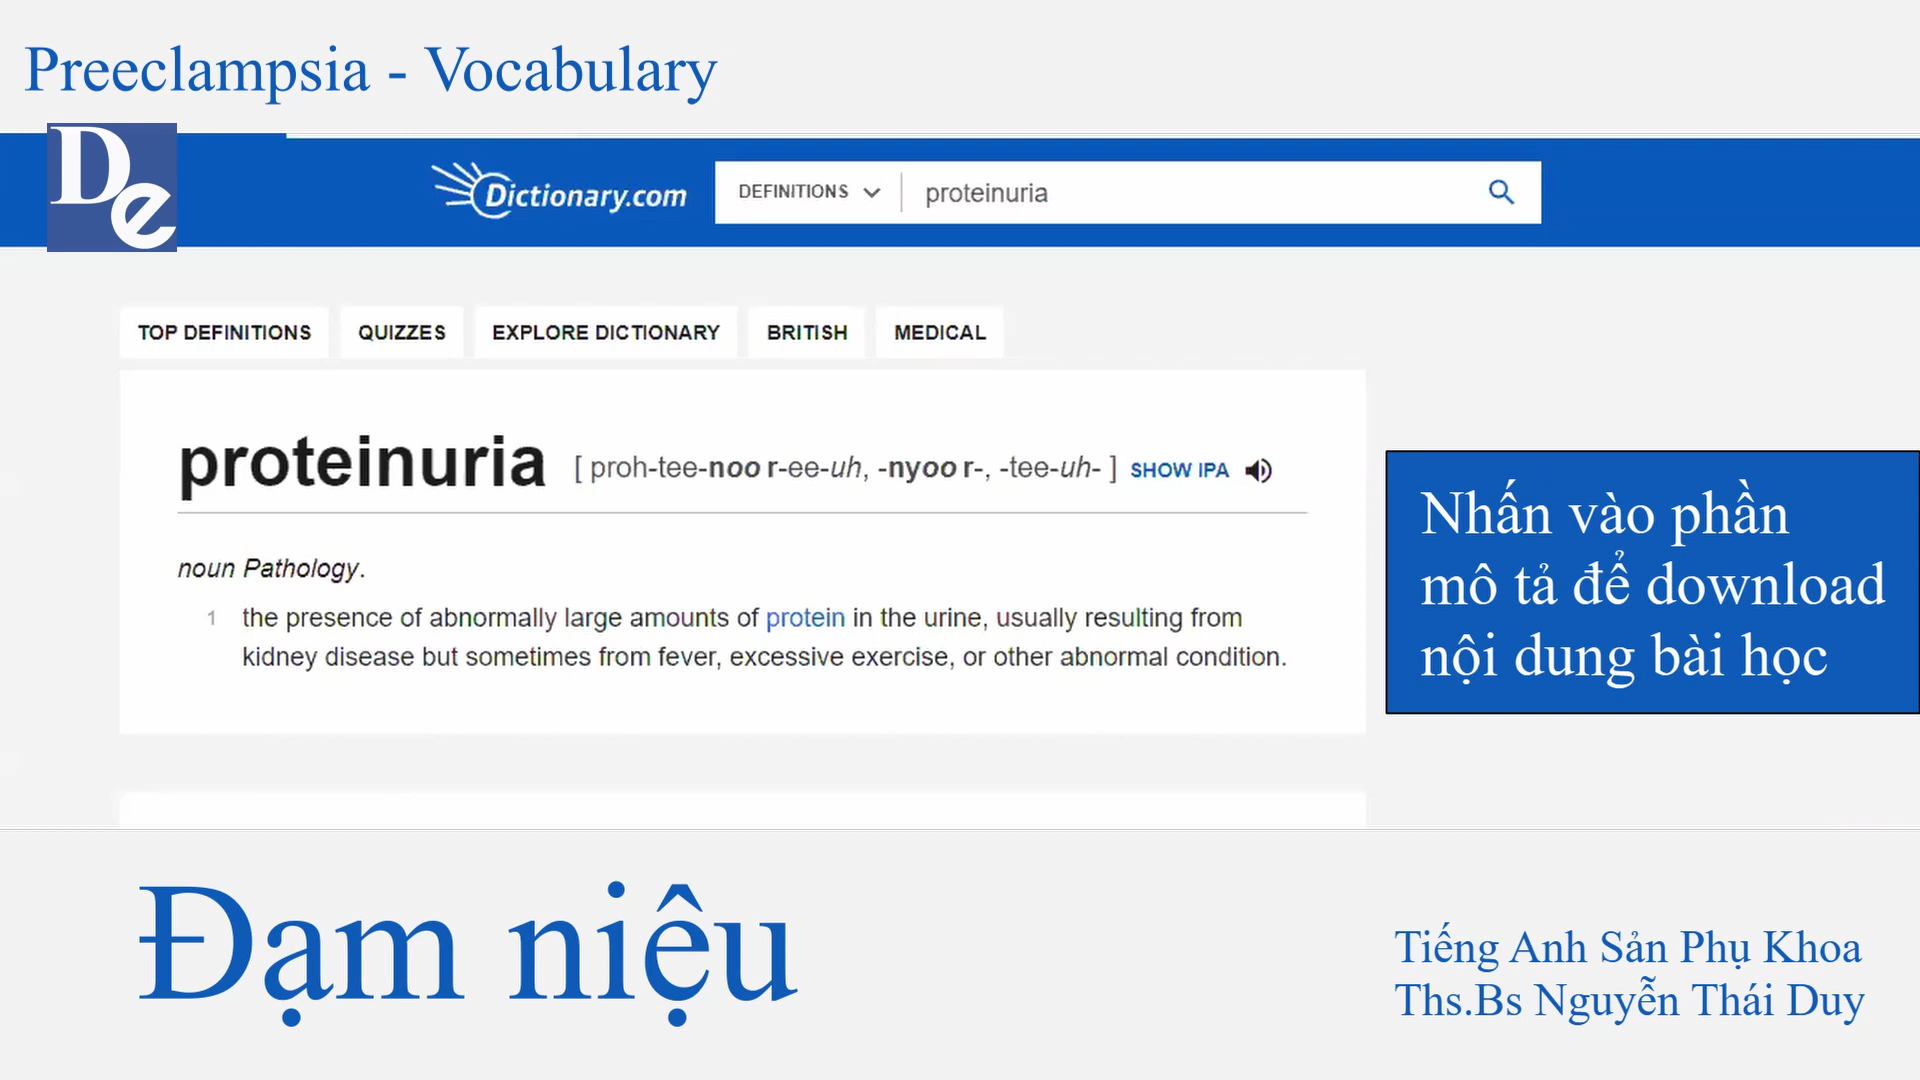 Preeclampsia - Vocabulary
De
Dictionary.com
DEFINITIONS
proteinuria
TOP DEFINITIONS
QUIZZES
EXPLORE DICTIONARY
BRITISH
MEDICAL
proteinuria [ proh-tee-noo r-ee-uh, -nyoo r-, -tee-uh- ] SHOW IPA
noun Pathology.
1 the presence of abnormally large amounts of protein in the urine, usually resulting from
kidney disease but sometimes from fever, excessive exercise, or other abnormal condition.
Nhấn vào phần
mô tả để download
nội dung bài học
Đạm niệu
Tiếng Anh Sản Phụ Khoa
Ths.Bs Nguyễn Thái Duy